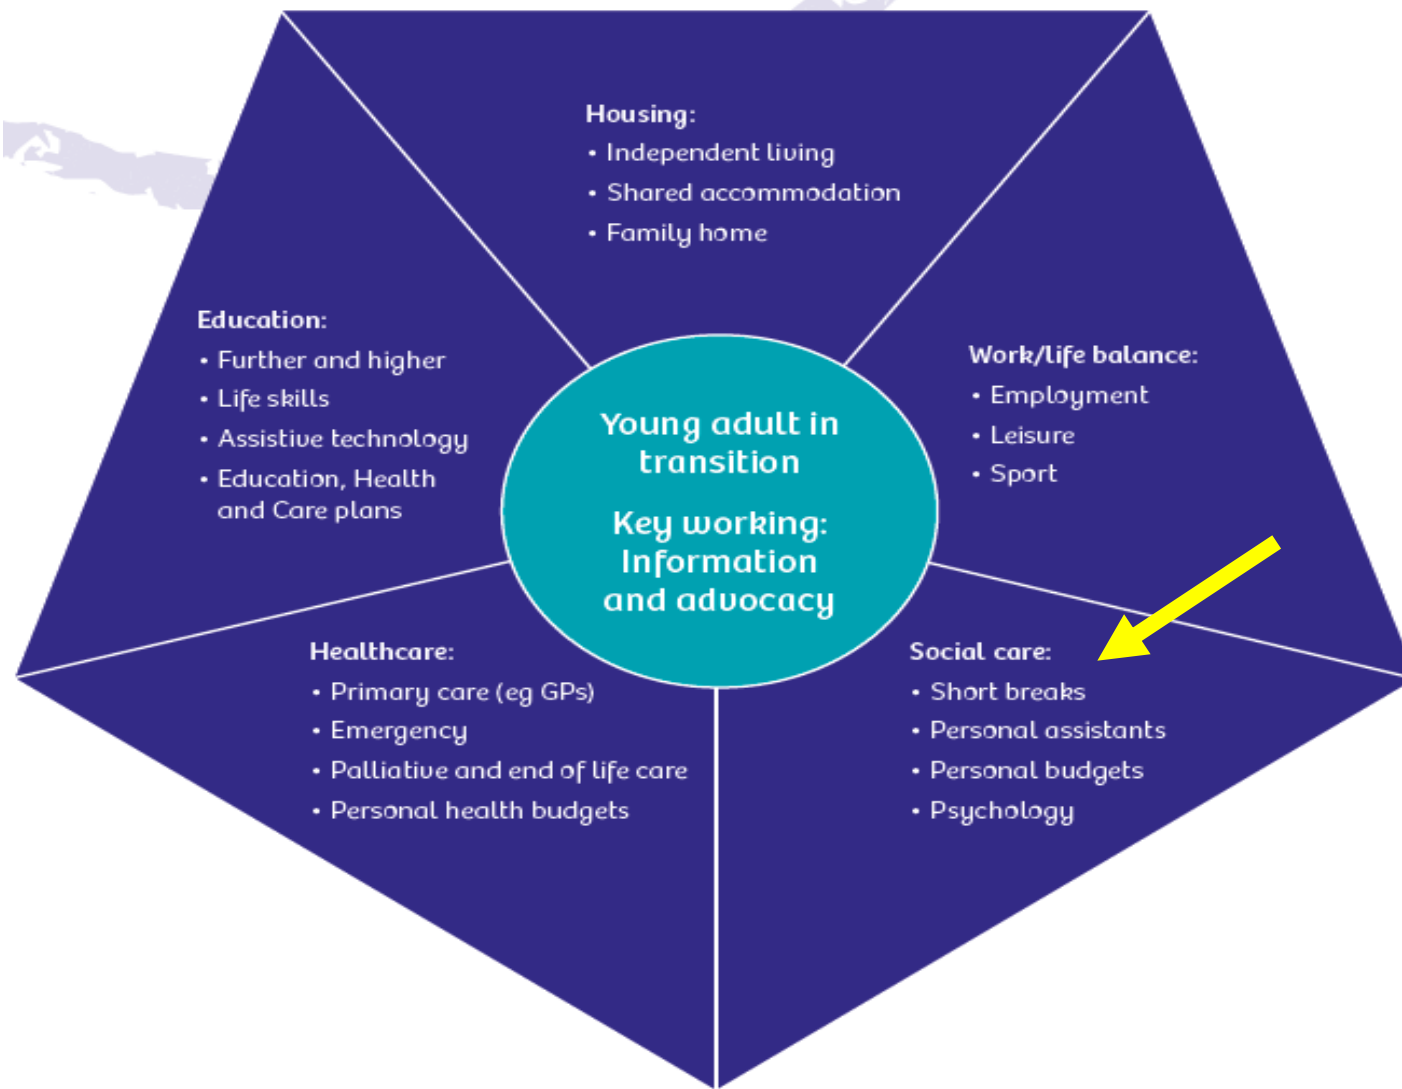 Housing:
• Independent living
• Shared accommodation
• Family home
Education:
• Further and higher
• Life skills
• Assistive technology
• Education, Health
and Care plans
Work/life balance:
• Employment
• Leisure
• Sport
Young adult in
transition
Key working:
Information
and advocacy
Healthcare:
• Primary care (eg GPs)
• Emergency
• Palliative and end of life care
• Personal health budgets
Social care:
• Short breaks
• Personal assistants
• Personal budgets
• Psychology